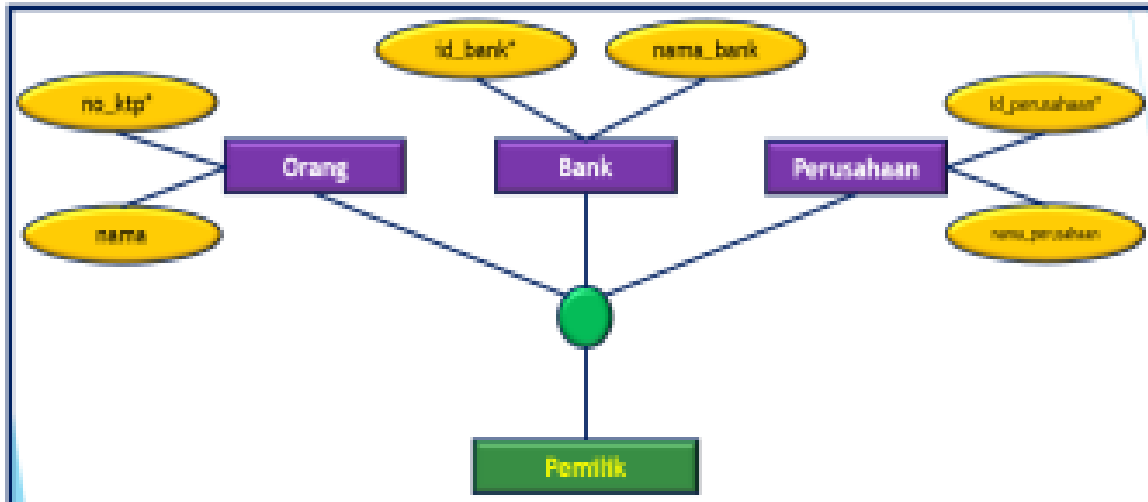 id_bank*
nama_bank
no_ktp*
id_perusahaan*
Orang
Bank
Perusahaan
nama
nama_perusahaan
Pemilik